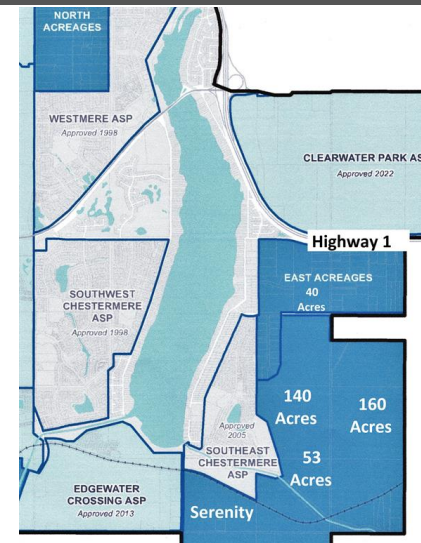 NORTH
ACREAGES
WESTMERE ASP
Approved 1998
CLEARWATER PARK AS
Approved 2022
Highway 1
EAST ACREAGES
40
Acres
SOUTHWEST
CHESTERMERE
ASP
Approved 1998
140
Acres
160
Acres
Approved
2005
SOUTHEAST
CHESTERMERE
ASP
53
Acres
EDGEWATER
CROSSING ASP
Approved 2013
Serenity